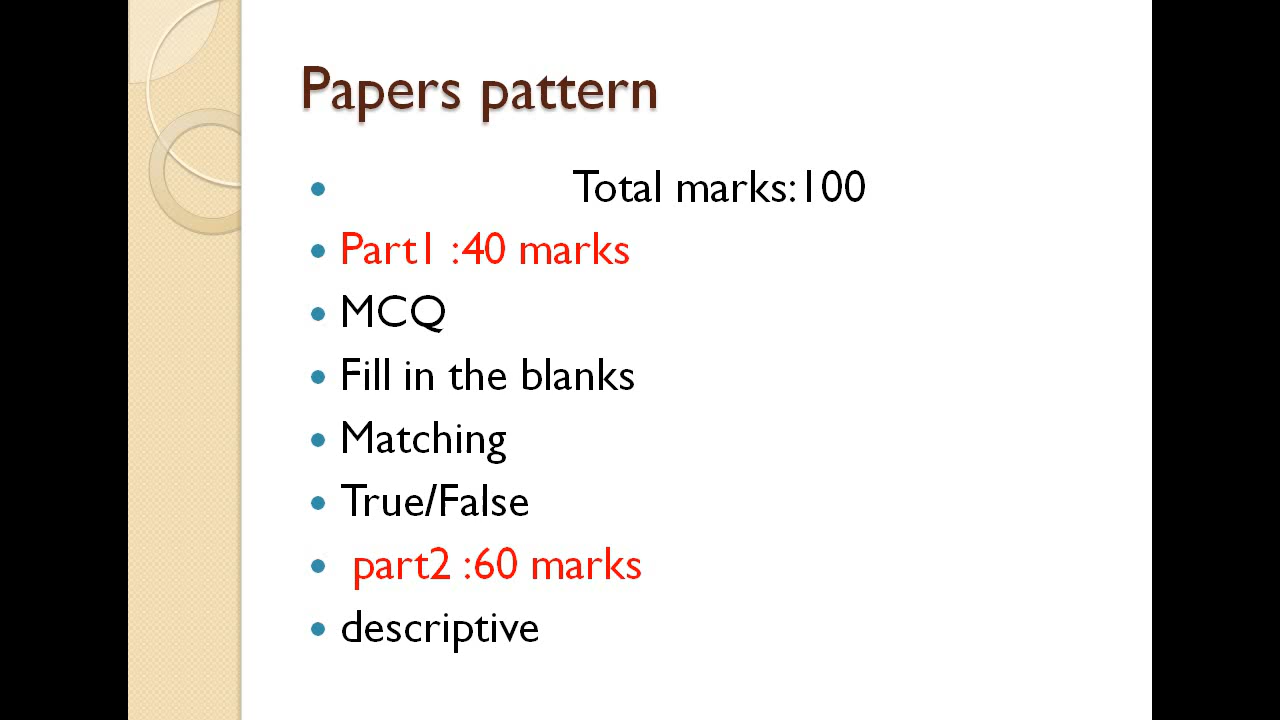 Papers pattern
Total marks:100
Part1 :40 marks
MCQ
Fill in the blanks
Matching
True/False
part2 :60 marks
descriptive